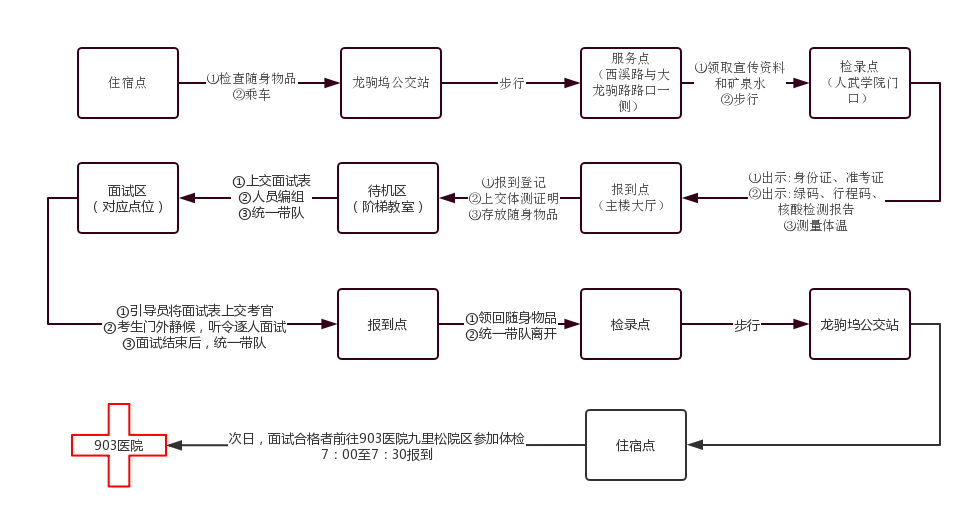 住宿点
①检查随身物品
②乘车
龙驹坞公交站
步行
服务点
（西溪路与大
龙驹路路口一
侧）
①领取宣传资料
和矿泉水
②步行
检录点
（人武学院门
口）
①出示：身份证、准考证
②出示：绿码、行程码、
核酸检测报告
③测量体温
报到点
（主楼大厅）
①报到登记
②上交体测证明
③存放随身物品
待机区
（阶梯教室）
①上交面试表
②人员编组
③统一带队
面试区
（对应点位）
①引导员将面试表上交考官
②考生门外静候，听令逐人面试
③面试结束后，统一带队
报到点
①领回随身物品
②统一带队离开
检录点
步行
龙驹坞公交站
住宿点
次日，面试合格者前往903医院九里松院区参加体检
7：00至7：30报到
903医院